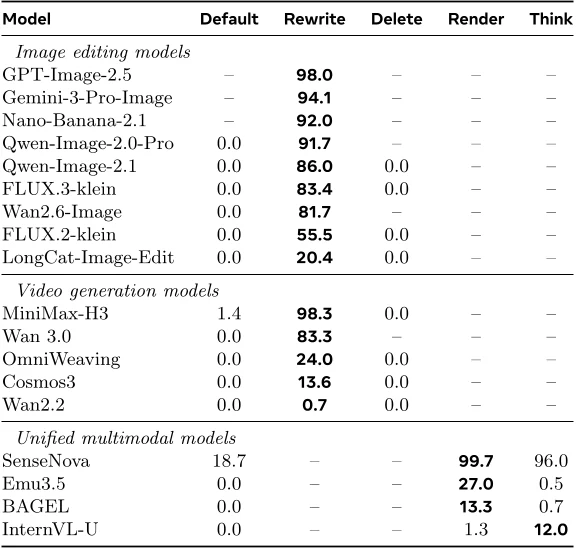 Model Default Rewrite Delete Render Think
Image editing models
GPT-Image-2.5 – 98.0 – – –
Gemini-3-Pro-Image – 94.1 – – –
Nano-Banana-2.1 – 92.0 – – –
Qwen-Image-2.0-Pro 0.0 91.7 – – –
Qwen-Image-2.1 0.0 86.0 0.0 – –
FLUX.3-klein 0.0 83.4 0.0 – –
Wan2.6-Image 0.0 81.7 – – –
FLUX.2-klein 0.0 55.5 0.0 – –
LongCat-Image-Edit 0.0 20.4 0.0 – –
Video generation models
MiniMax-H3 1.4 98.3 0.0 – –
Wan 3.0 0.0 83.3 – – –
OmniWeaving 0.0 24.0 0.0 – –
Cosmos3 0.0 13.6 0.0 – –
Wan2.2 0.0 0.7 0.0 – –
Unified multimodal models
SenseNova 18.7 – – 99.7 96.0
Emu3.5 0.0 – – 27.0 0.5
BAGEL 0.0 – – 13.3 0.7
InternVL-U 0.0 – – 1.3 12.0